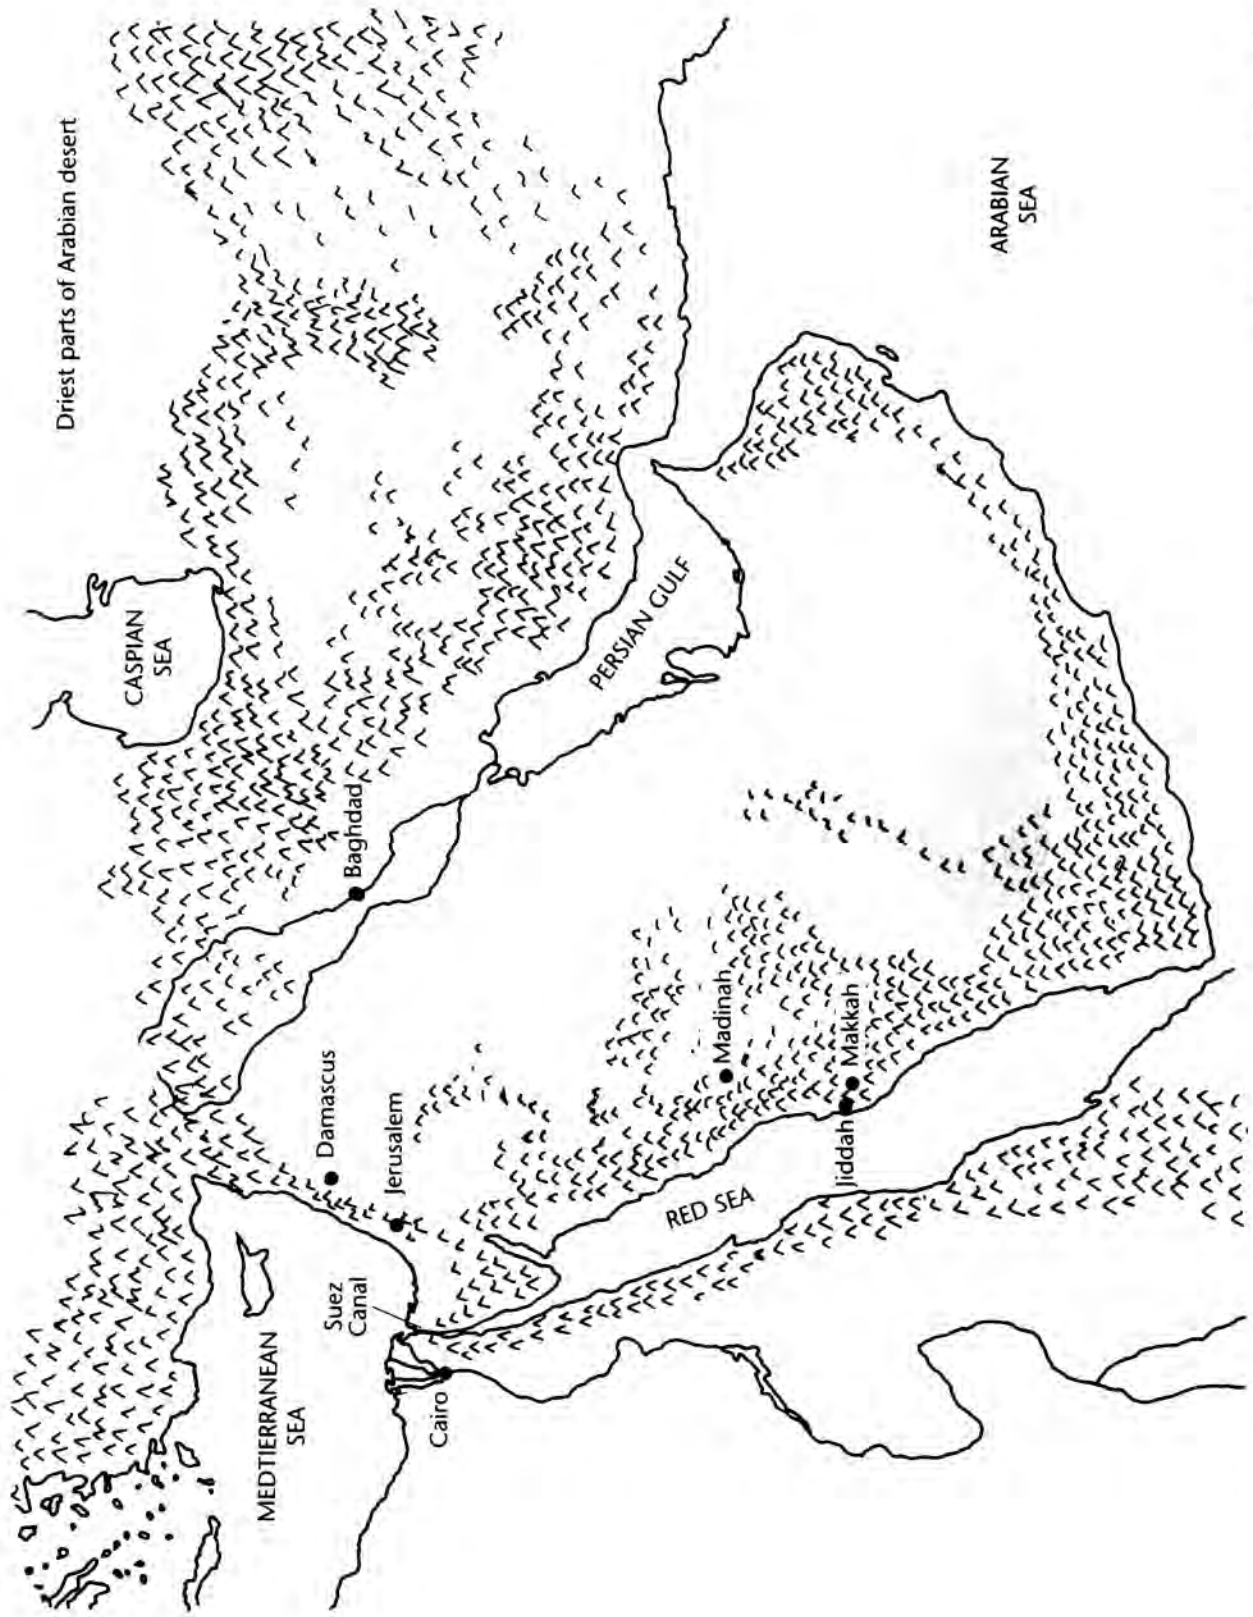 Driest parts of Arabian desert
CASPIAN
SEA
MEDTIERRANEAN
SEA
Suez
Canal
Cairo
Damascus
Jerusalem
Baghdad
PERSIAN GULF
Madinah
Makkah
Jiddah
RED SEA
ARABIAN
SEA